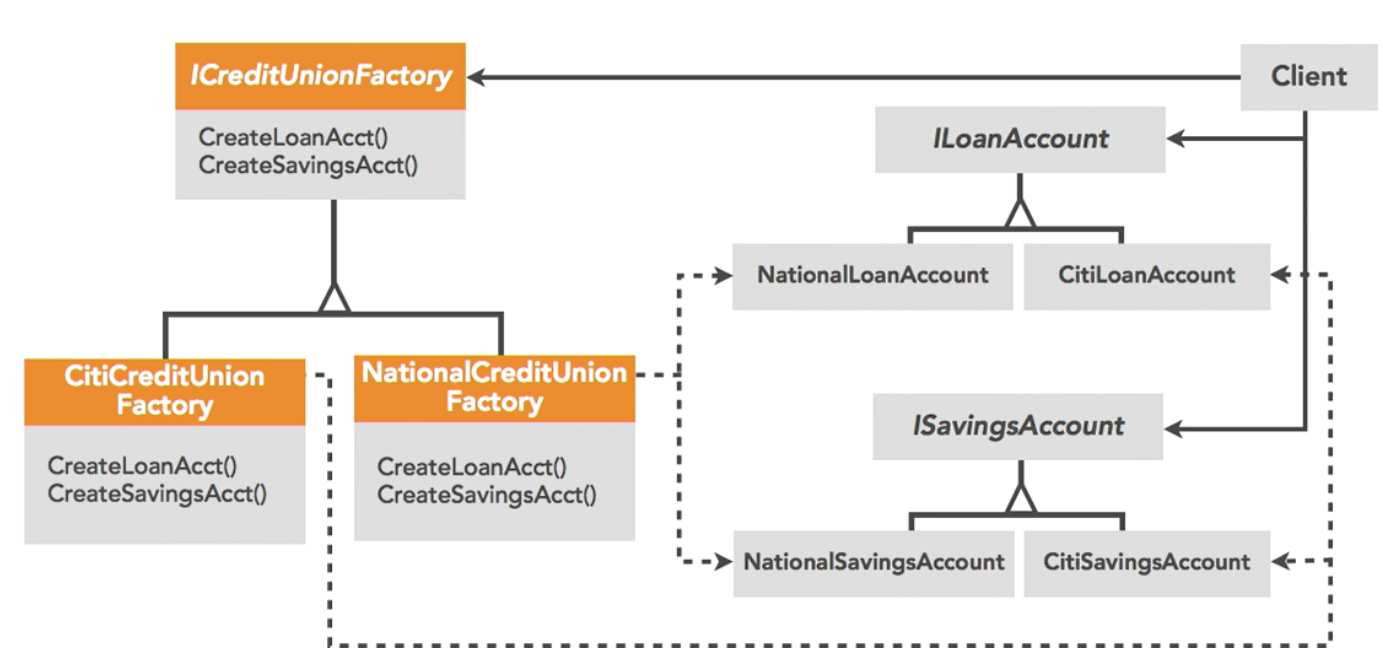 ICreditUnionFactory
CreateLoanAcct()
CreateSavingsAcct()
Client
ILoanAccount
NationalLoanAccount
CitiLoanAccount
CitiCreditUnion
Factory
CreateLoanAcct()
CreateSavingsAcct()
NationalCreditUnion
Factory
CreateLoanAcct()
CreateSavingsAcct()
ISavingsAccount
NationalSavingsAccount
CitiSavingsAccount